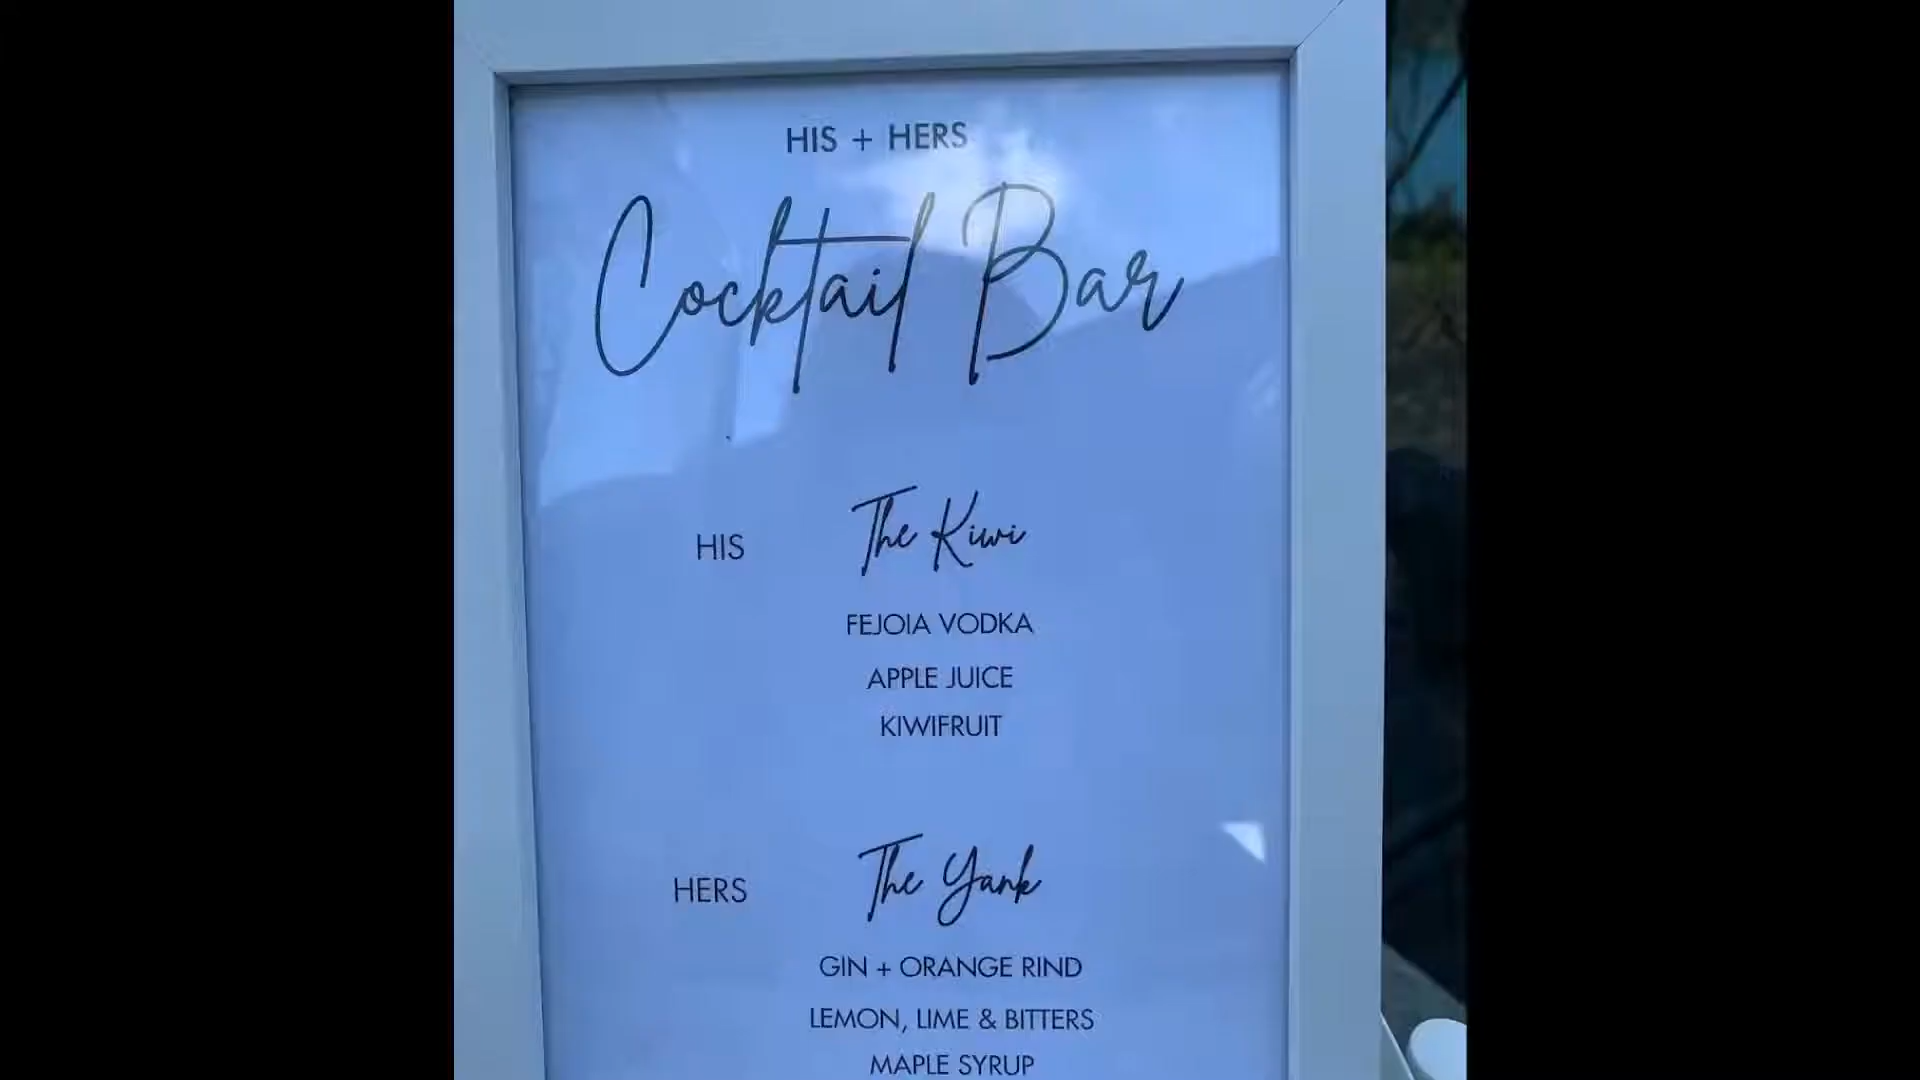 HIS + HERS
Cocktail Bar
HIS
The Kiwi
FEJOIA VODKA
APPLE JUICE
KIWIFRUIT
HERS
The Yank
GIN + ORANGE RIND
LEMON, LIME & BITTERS
MAPLE SYRUP